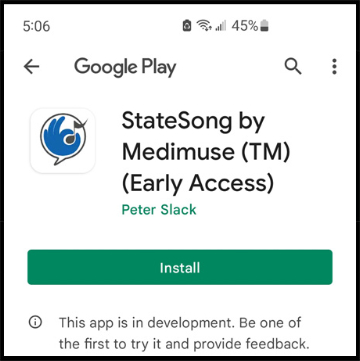 5:06 45%
Google Play
StateSong by
Medimuse (TM)
(Early Access)
Peter Slack
Install
This app is in development. Be one of
the first to try it and provide feedback.